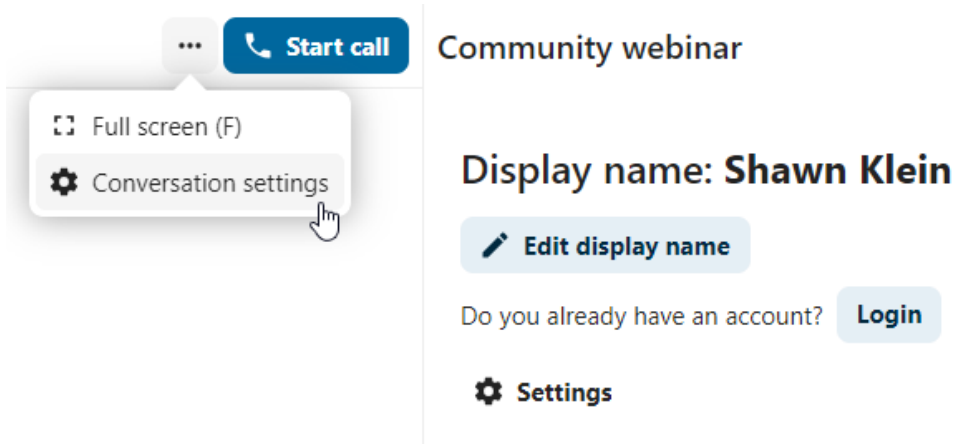 Start call
Full screen (F)
Conversation settings
Community webinar
Display name: Shawn Klein
Edit display name
Do you already have an account? Login
Settings